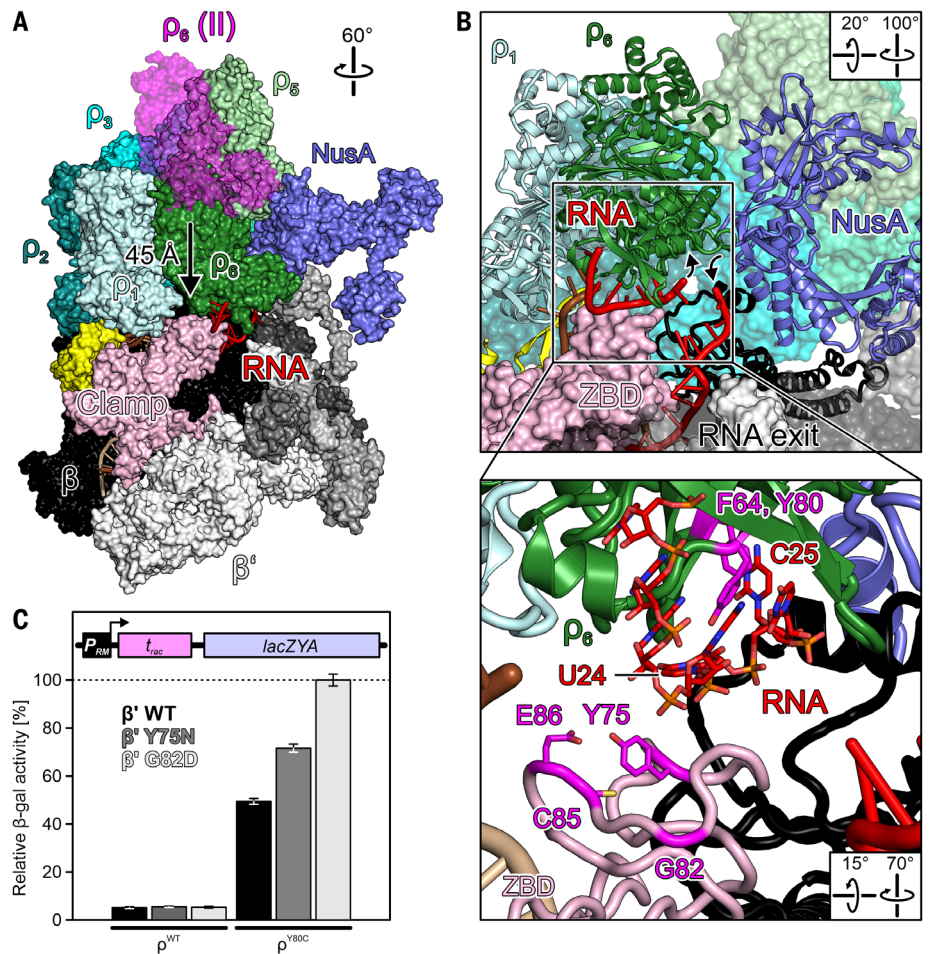 A
ρ6 (II)
60°
ρ5
ρ3
NusA
ρ2
45 Å
ρ6
ρ1
RNA
Clamp
β
β‘
B
20° 100°
ρ1
ρ6
RNA
NusA
ZBD
RNA exit
F64, Y80
C25
ρ6
U24
RNA
E86 Y75
C85
G82
ZBD
15° 70°
C
PRM trac lacZYA
Relative β-gal activity [%]
100
80
60
40
20
0
β' WT
β' Y75N
β' G82D
ρWT
ρY80C